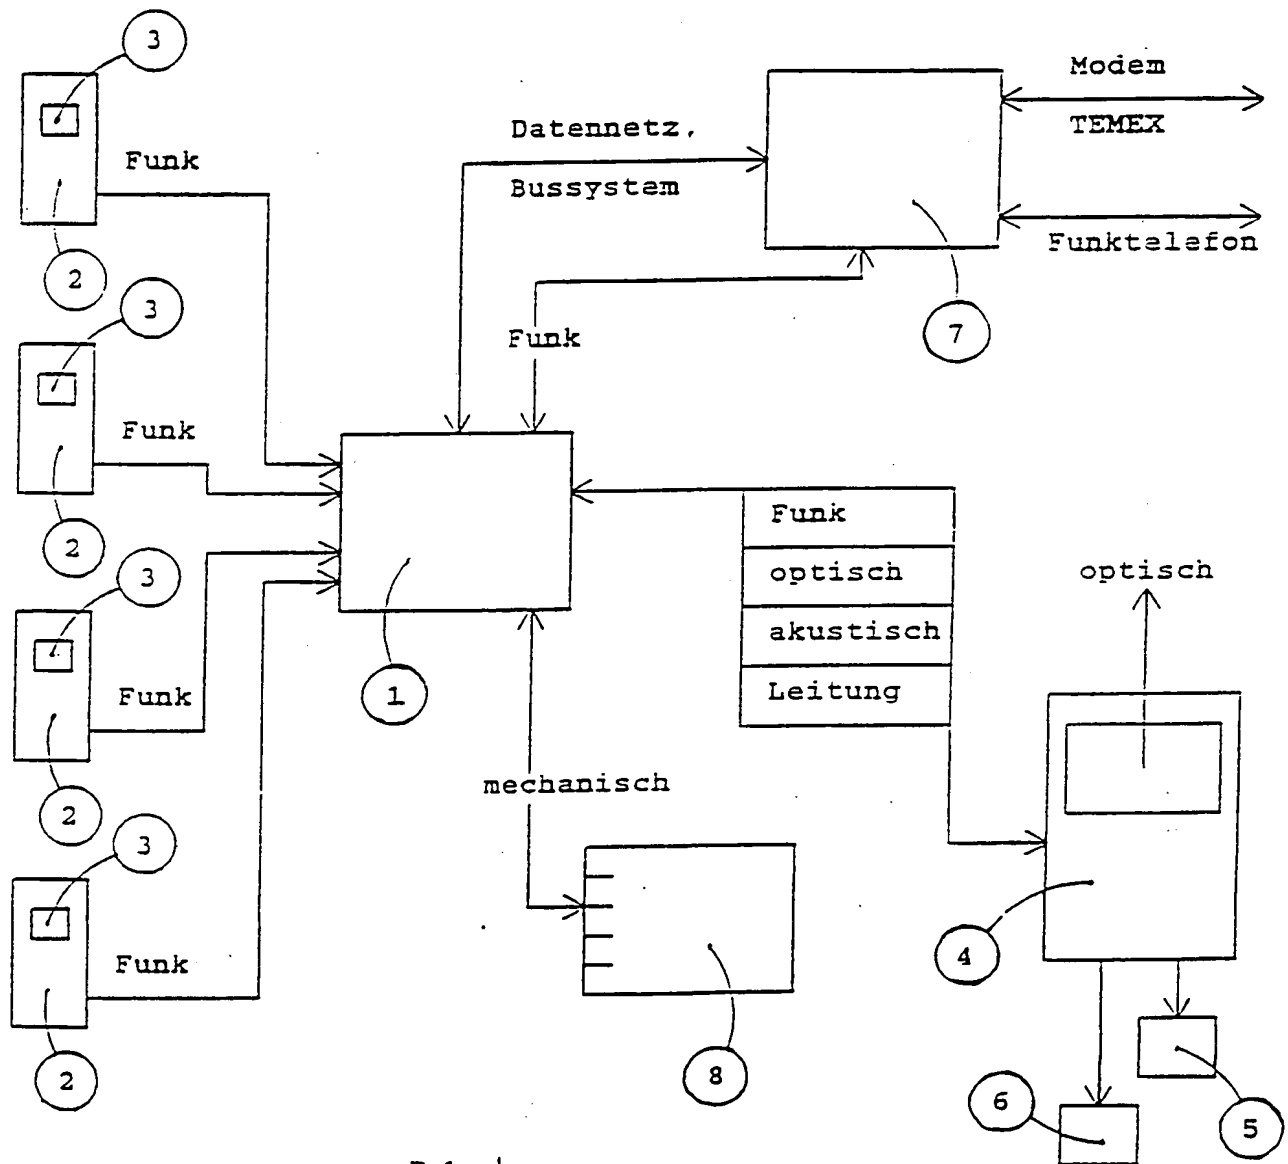 3
Modem
Datennetz.
TEMEX
Funk
Bussystem
Funktelefon
2
3
7
Funk
Funk
Funk
optisch
2
optisch
3
akustisch
1
Leitung
Funk
mechanisch
2
3
4
Funk
8
2
6
5